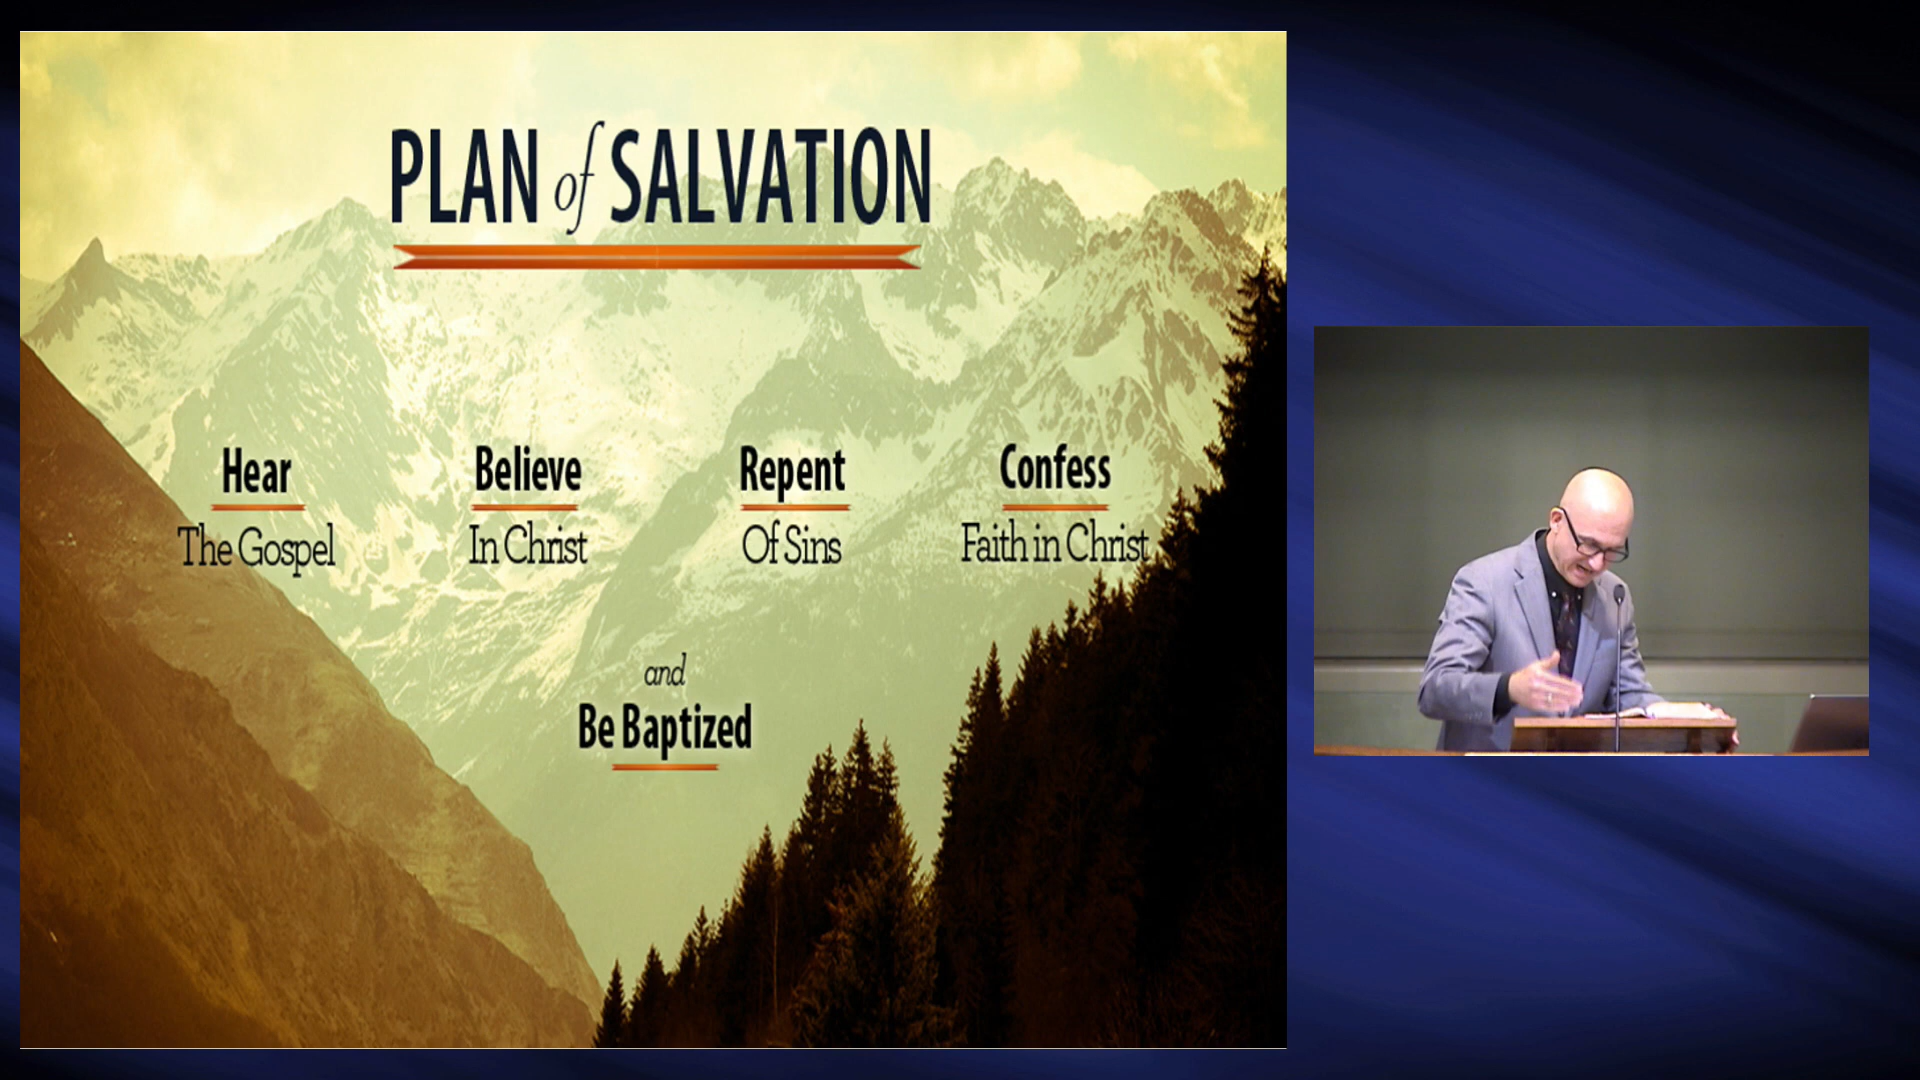 PLAN of SALVATION
Hear Believe Repent Confess
The Gospel In Christ Of Sins Faith in Christ
and
Be Baptized